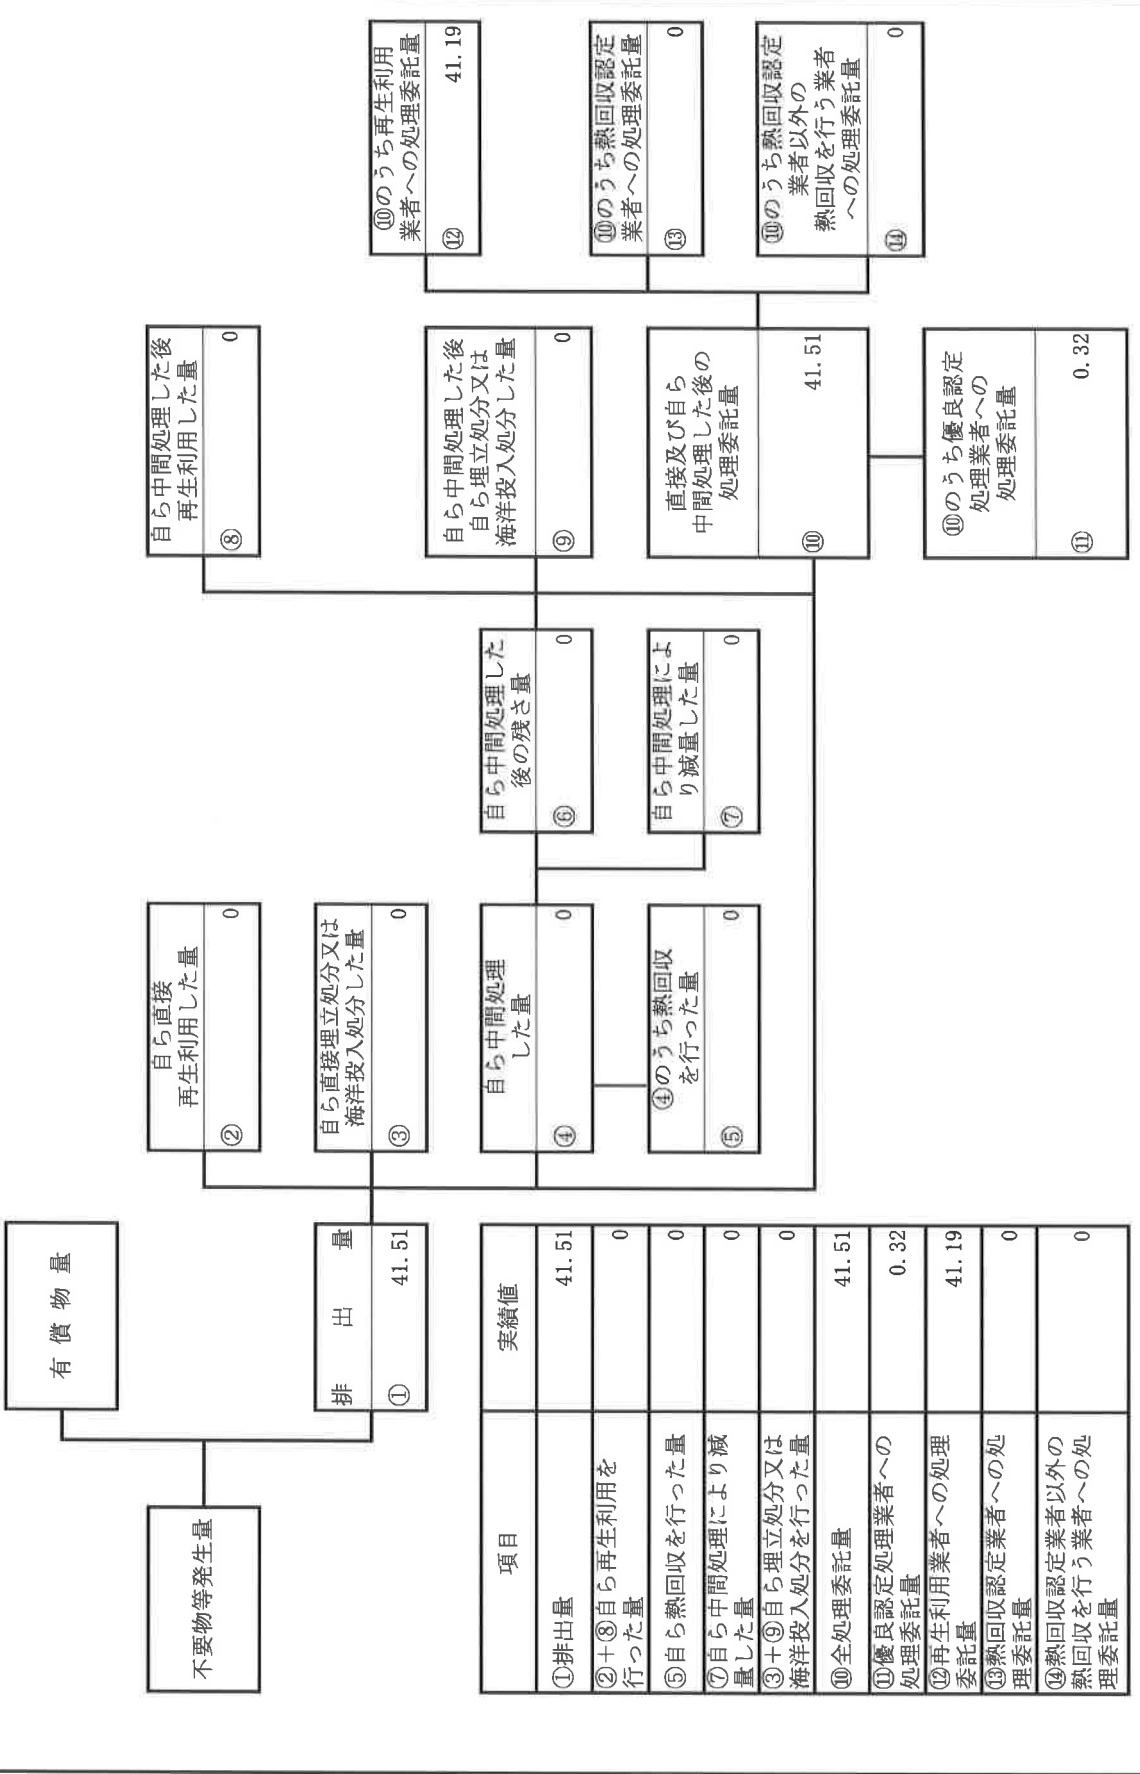 不要物等発生量
有償物量
排出量
① 41.51
自ら直接
再生利用した量
② 0
自ら直接埋立処分又は
海洋投入処分した量
③ 0
自ら中間処理
した量
④ 0
④のうち熱回収
を行った量
⑤ 0
自ら中間処理した
後の残さ量
⑥ 0
自ら中間処理によ
り減量した量
⑦ 0
自ら中間処理した後
再生利用した量
⑧ 0
自ら中間処理した後
自ら埋立処分又は
海洋投入処分した量
⑨ 0
直接及び自ら
中間処理した後の
処理委託量
⑩ 41.51
⑩のうち優良認定
処理業者への
処理委託量
⑪ 0.32
⑩のうち再生利用
業者への処理委託量
⑫ 41.19
⑩のうち熱回収認定
業者への処理委託量
⑬ 0
⑩のうち熱回収認定
業者以外の
熱回収を行う業者
への処理委託量
⑭ 0
項目 実績値
①排出量 41.51
②+⑧自ら再生利用を
行った量 0
⑤自ら熱回収を行った量 0
⑦自ら中間処理により減
量した量 0
③+⑨自ら埋立処分又は
海洋投入処分を行った量 0
⑩全処理委託量 41.51
⑪優良認定処理業者への
処理委託量 0.32
⑫再生利用業者への処理
委託量 41.19
⑬熱回収認定業者への処
理委託量 0
⑭熱回収認定業者以外の
熱回収を行う業者への処
理委託量 0